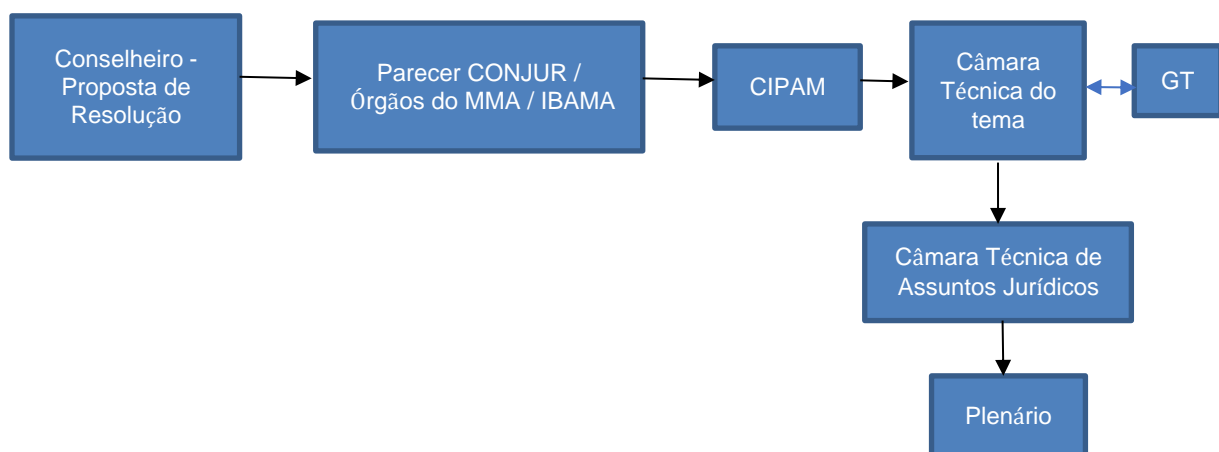 Conselheiro -
Proposta de
Resolução
Parecer CONJUR /
Órgãos do MMA / IBAMA
CIPAM
Câmara
Técnica do
tema
GT
Câmara Técnica de
Assuntos Jurídicos
Plenário